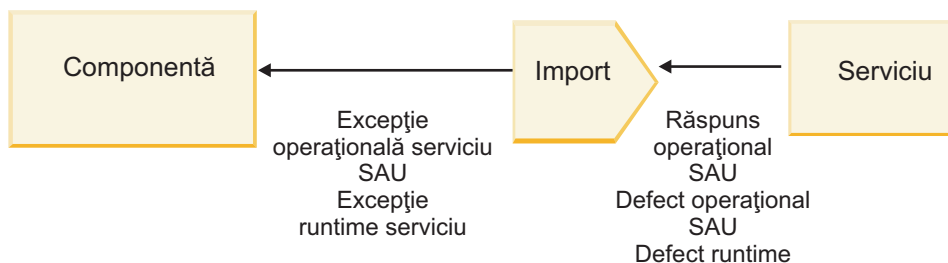 Componentă
Import
Serviciu
Excepţie
operaţională serviciu
SAU
Excepţie
runtime serviciu
Răspuns
operaţional
SAU
Defect operaţional
SAU
Defect runtime